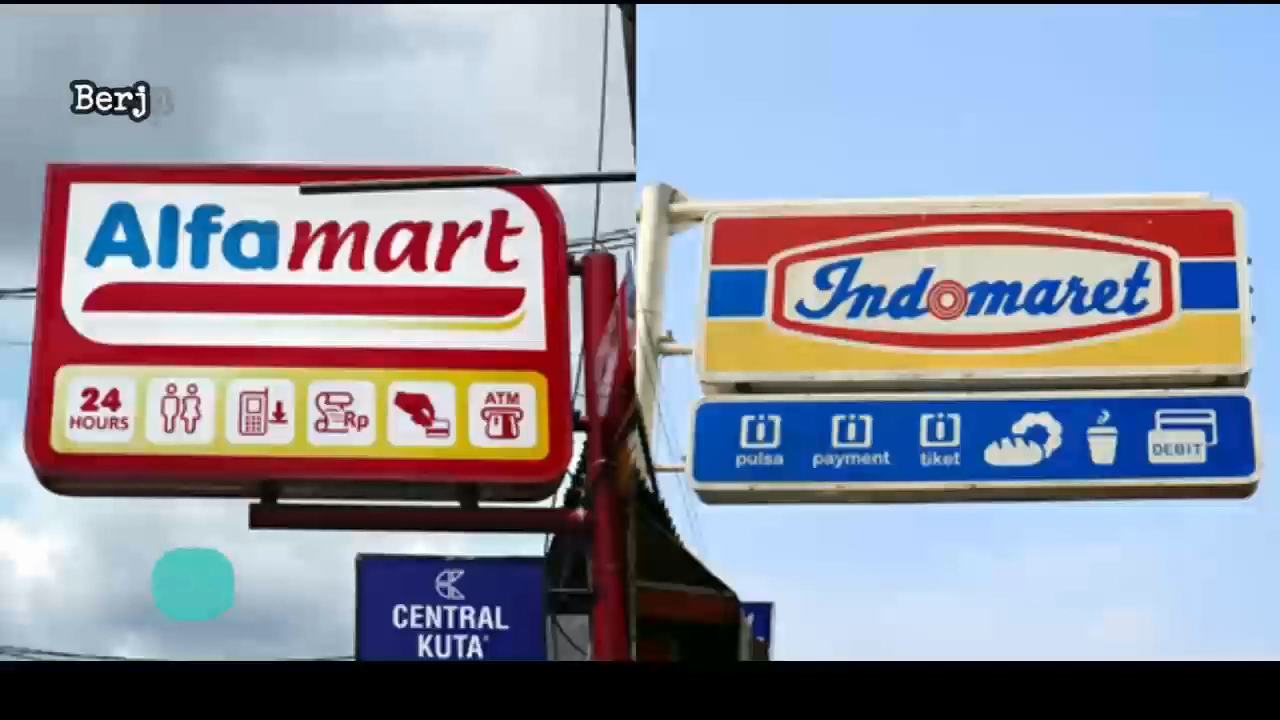 Berj
Alfamart
24
HOURS
Rp
ATM
CENTRAL
KUTA
Indomaret
pulsa
payment
tiket
DEBIT